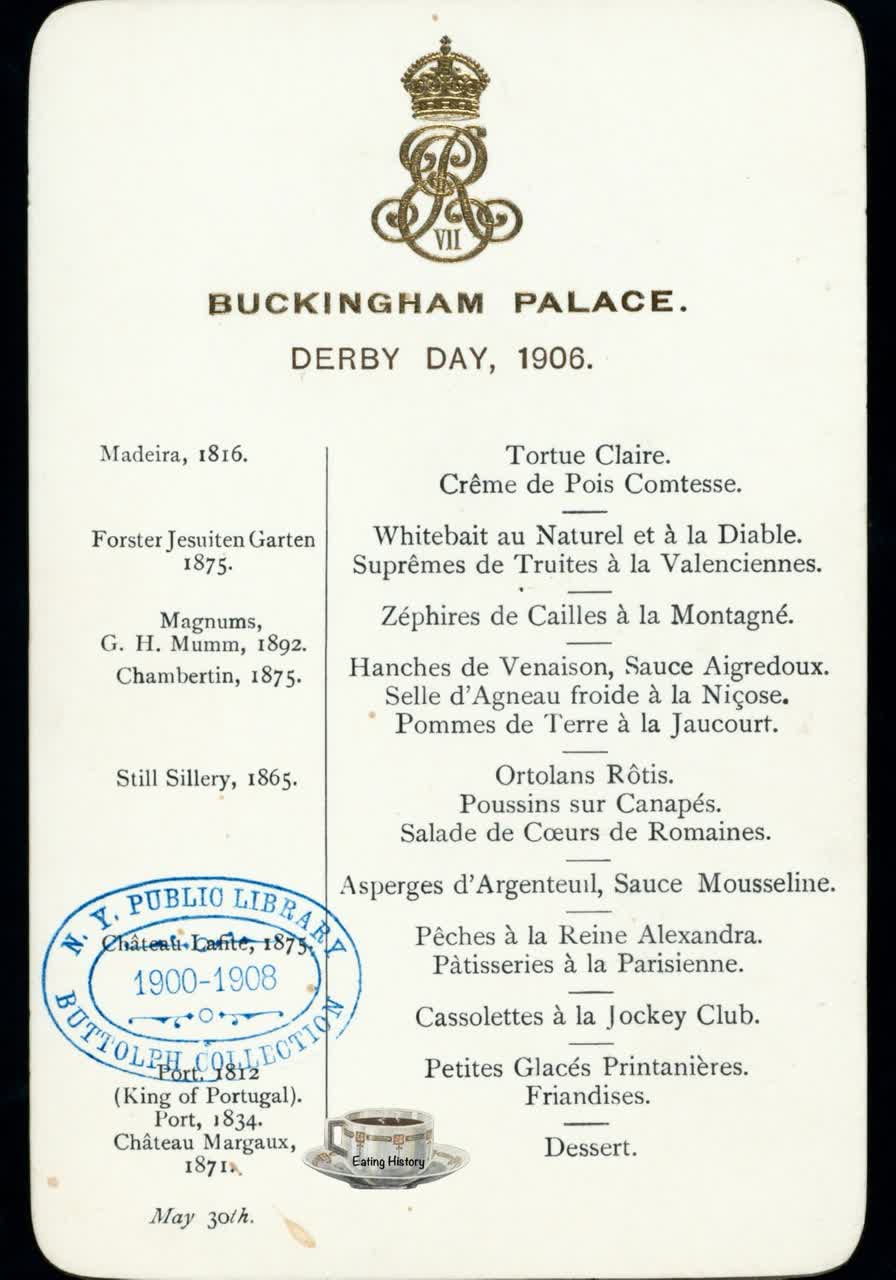 VII
BUCKINGHAM PALACE.
DERBY DAY, 1906.
Madeira, 1816.
Forster Jesuiten Garten
1875.
Magnums,
G. H. Mumm, 1892.
Chambertin, 1875.
Still Sillery, 1865.
N. Y. PUBLIC LIBRARY
Château Lafite, 1875.
1900-1908
BUTTOLPH COLLECTION
Port, 1812
(King of Portugal).
Port, 1834.
Château Margaux,
1871.
May 30th.
Tortue Claire.
Crême de Pois Comtesse.
Whitebait au Naturel et à la Diable.
Suprêmes de Truites à la Valenciennes.
Zéphires de Cailles à la Montagné.
Hanches de Venaison, Sauce Aigredoux.
Selle d'Agneau froide à la Niçose.
Pommes de Terre à la Jaucourt.
Ortolans Rôtis.
Poussins sur Canapés.
Salade de Cœurs de Romaines.
Asperges d'Argenteuil, Sauce Mousseline.
Pêches à la Reine Alexandra.
Pàtisseries à la Parisienne.
Cassolettes à la Jockey Club.
Petites Glacés Printanières.
Friandises.
Dessert.
Eating History